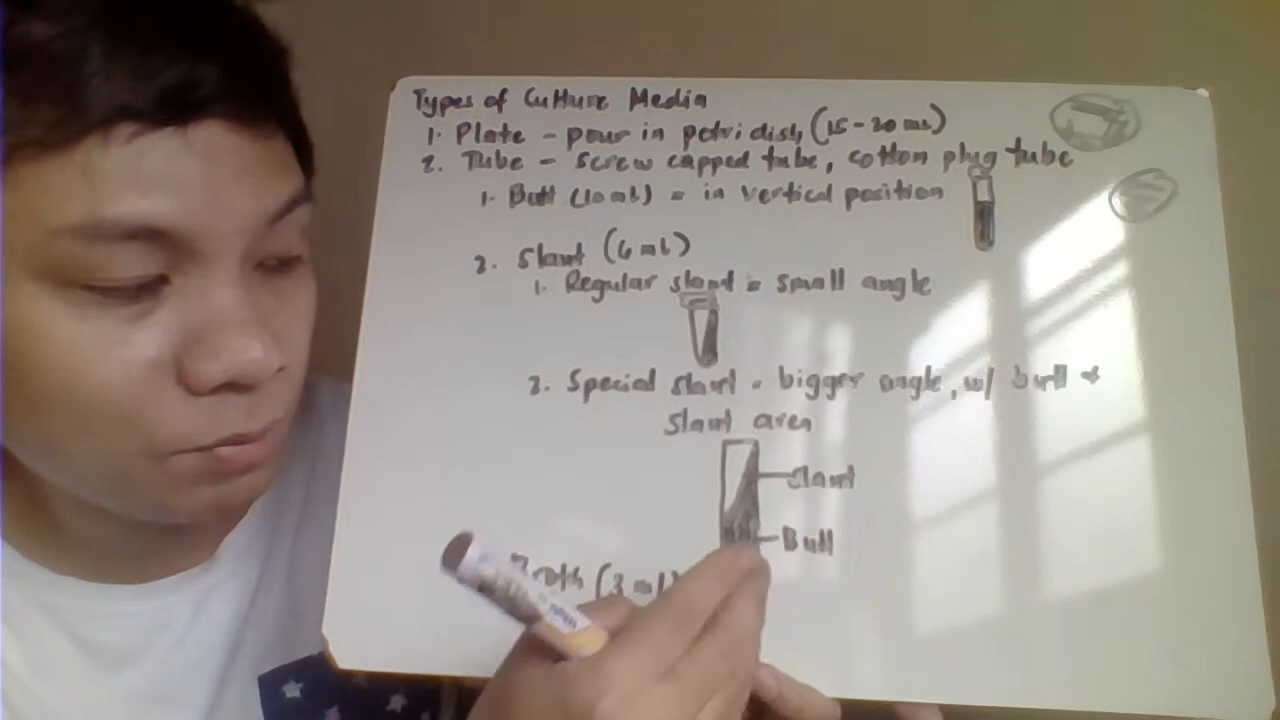 Types of Culture Media
1. Plate - pour in petri dish (15-20 mL)
2. Tube - screw capped tube, cotton plug tube
1. Butt (10 mL) = in vertical position
2. Slant (6 mL)
1. Regular slant = small angle
2. Special slant = bigger angle, w/ butt &
slant area
Slant
Butt
(3 mL)